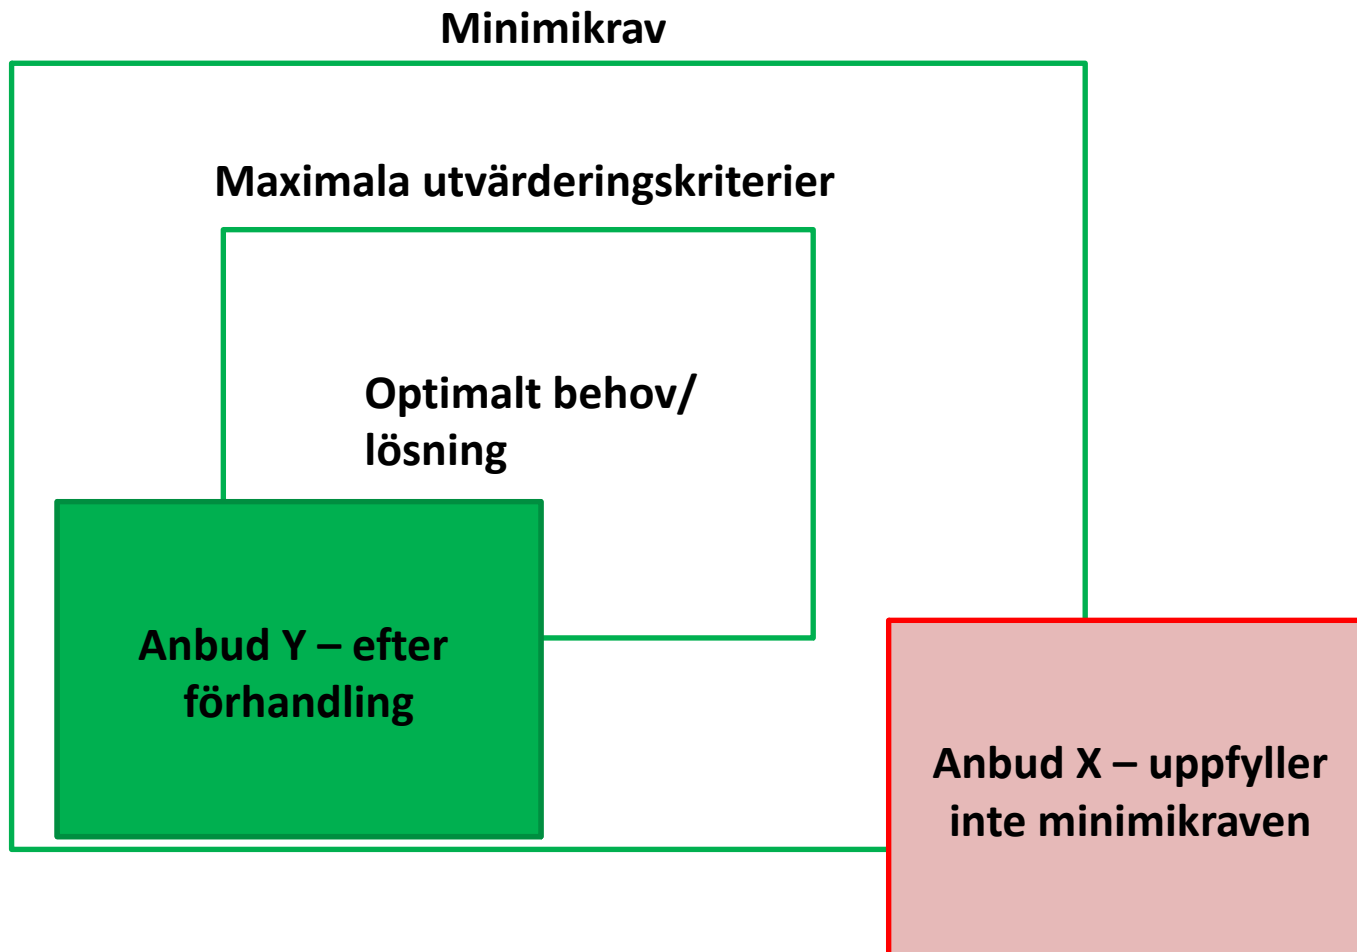 Minimikrav
Maximala utvärderingskriterier
Optimalt behov/
lösning
Anbud Y – efter
förhandling
Anbud X – uppfyller
inte minimikraven